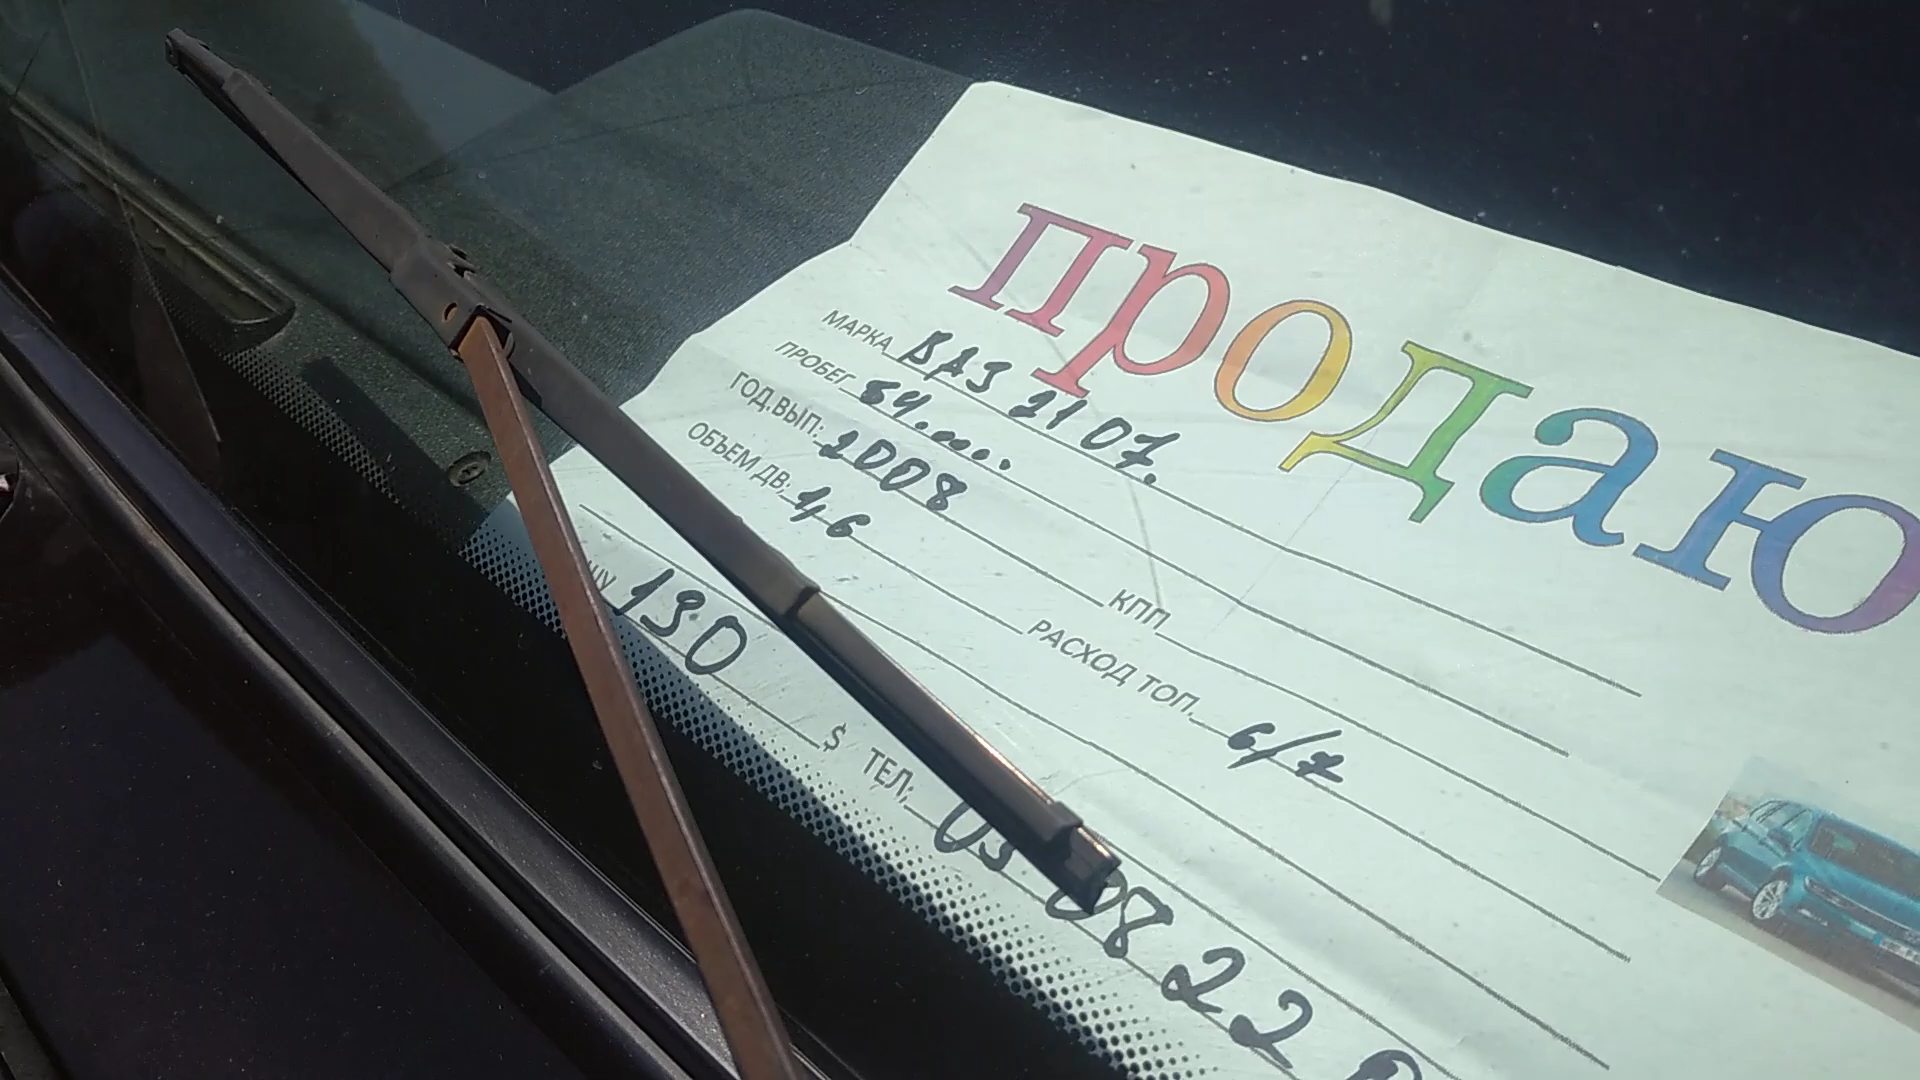 продаю
МАРКА ВАЗ 2107.
ПРОБЕГ 84.000.
ГОД.ВЫП: 2008 КПП
ОБЪЕМ ДВ; 1,6 РАСХОД ТОП. 6/7
130 $ ТЕЛ: 08 22